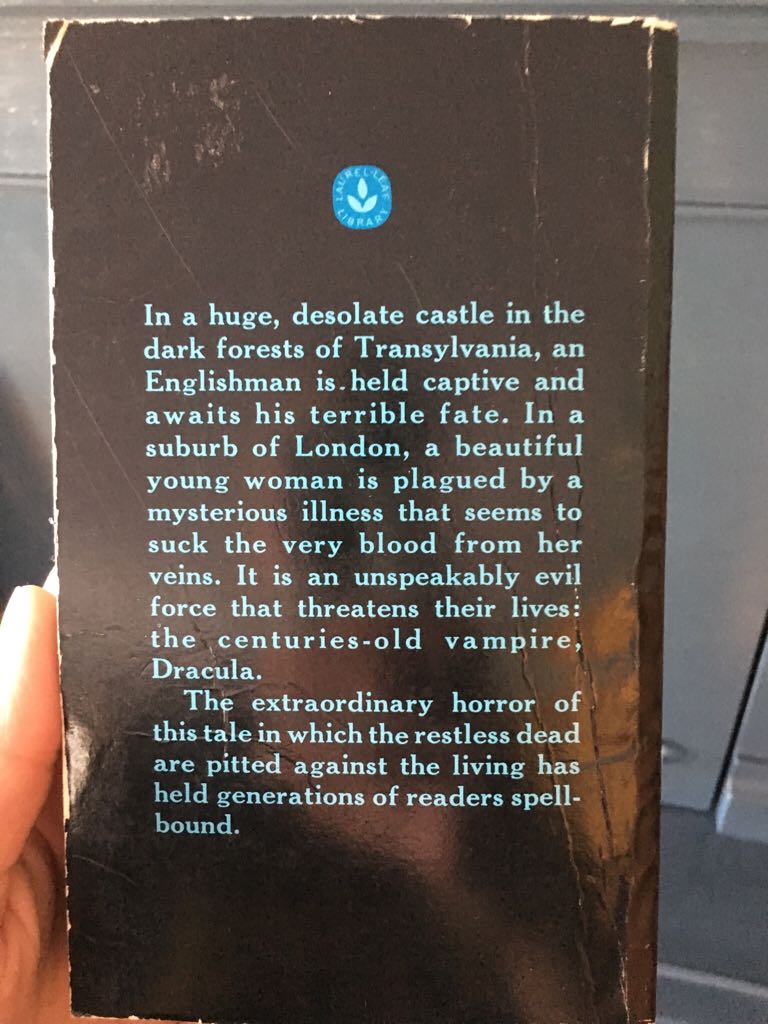 LAUREL-LEAF
LIBRARY
In a huge, desolate castle in the
dark forests of Transylvania, an
Englishman is held captive and
awaits his terrible fate. In a
suburb of London, a beautiful
young woman is plagued by a
mysterious illness that seems to
suck the very blood from her
veins. It is an unspeakably evil
force that threatens their lives:
the centuries-old vampire,
Dracula.
The extraordinary horror of
this tale in which the restless dead
are pitted against the living has
held generations of readers spell-
bound.